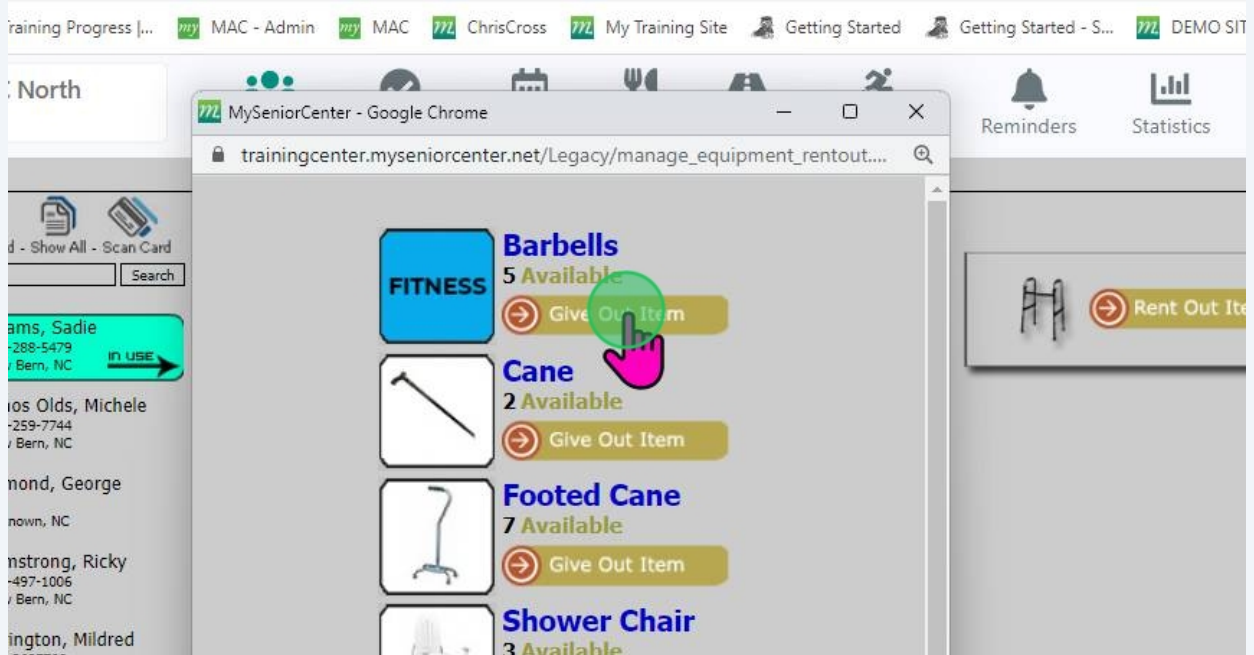 raining Progress |... my MAC - Admin my MAC m ChrisCross m My Training Site Getting Started Getting Started - S... m DEMO SIT
North
m MySeniorCenter - Google Chrome
Reminders Statistics
trainingcenter.myseniorcenter.net/Legacy/manage_equipment_rentout....
d - Show All - Scan Card
Search
ams, Sadie
-288-5479
Bern, NC
IN USE
nos Olds, Michele
-259-7744
Bern, NC
mond, George
nown, NC
mstrong, Ricky
-497-1006
Bern, NC
ington, Mildred
FITNESS
Barbells
5 Available
Give Out Item
Cane
2 Available
Give Out Item
Footed Cane
7 Available
Give Out Item
Shower Chair
3 Available
Rent Out Ite